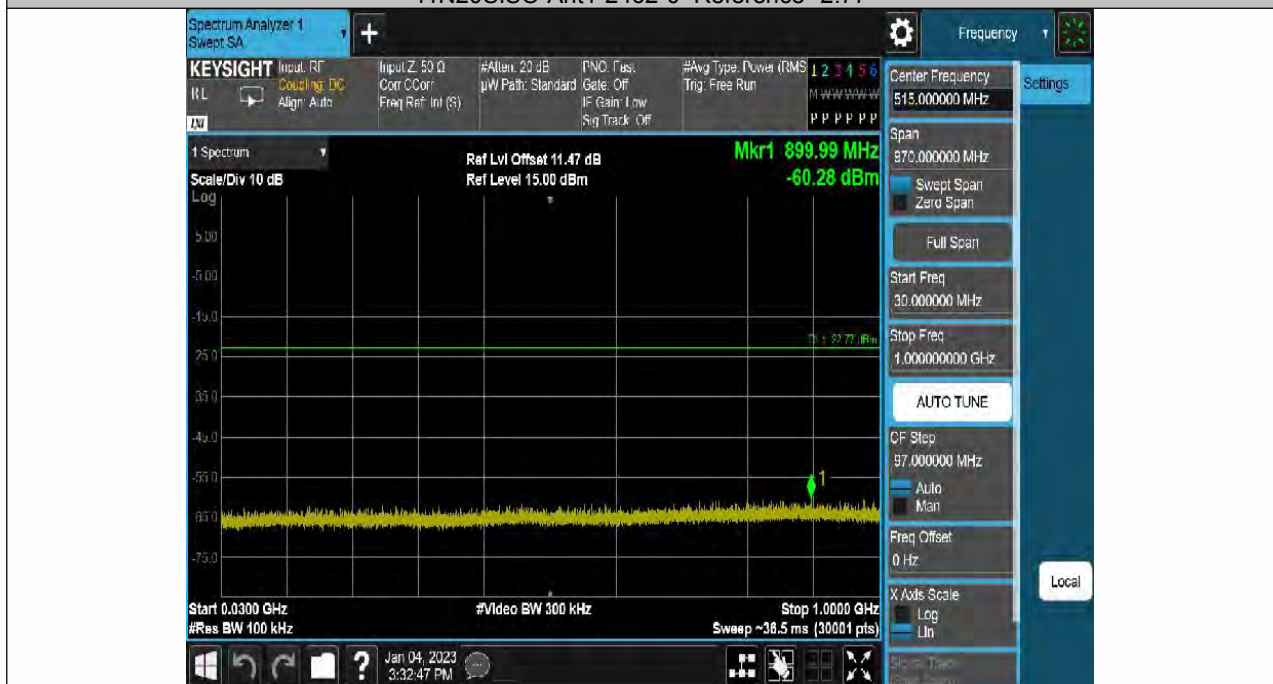 Spectrum Analyzer 1
Swept SA
+
Frequency
KEYSIGHT
RL
Input: RF
Coupling: DC
Align: Auto
Input Z: 50 Ω
Corr CCorr
Freq Ref: Int (S)
#Atten: 20 dB
µW Path: Standard
PNO: Fast
Gate: Off
IF Gain: Low
Sig Track: Off
#Avg Type: Power (RMS
Trig: Free Run
1 2 3 4 5 6
M W W W W W
P P P P P P
Center Frequency
515.000000 MHz
Settings
1 Spectrum
Scale/Div 10 dB
Log
Ref Lvl Offset 11.47 dB
Ref Level 15.00 dBm
Mkr1 899.99 MHz
-60.28 dBm
Span
970.000000 MHz
Swept Span
Zero Span
Full Span
Start Freq
30.000000 MHz
Stop Freq
1.000000000 GHz
AUTO TUNE
CF Step
97.000000 MHz
Auto
Man
Freq Offset
0 Hz
X Axis Scale
Log
Lin
Local
5.00
-5.00
-15.0
-25.0
-35.0
-45.0
-55.0
-65.0
-75.0
1
Start 0.0300 GHz
#Res BW 100 kHz
#Video BW 300 kHz
Stop 1.0000 GHz
Sweep ~36.5 ms (30001 pts)
?
Jan 04, 2023
3:32:47 PM